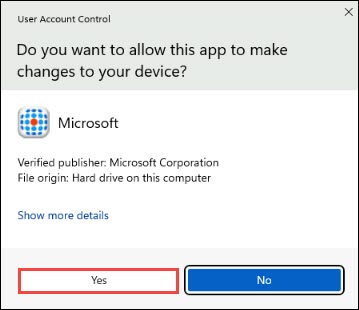 User Account Control
Do you want to allow this app to make
changes to your device?
Microsoft
Verified publisher: Microsoft Corporation
File origin: Hard drive on this computer
Show more details
Yes
No